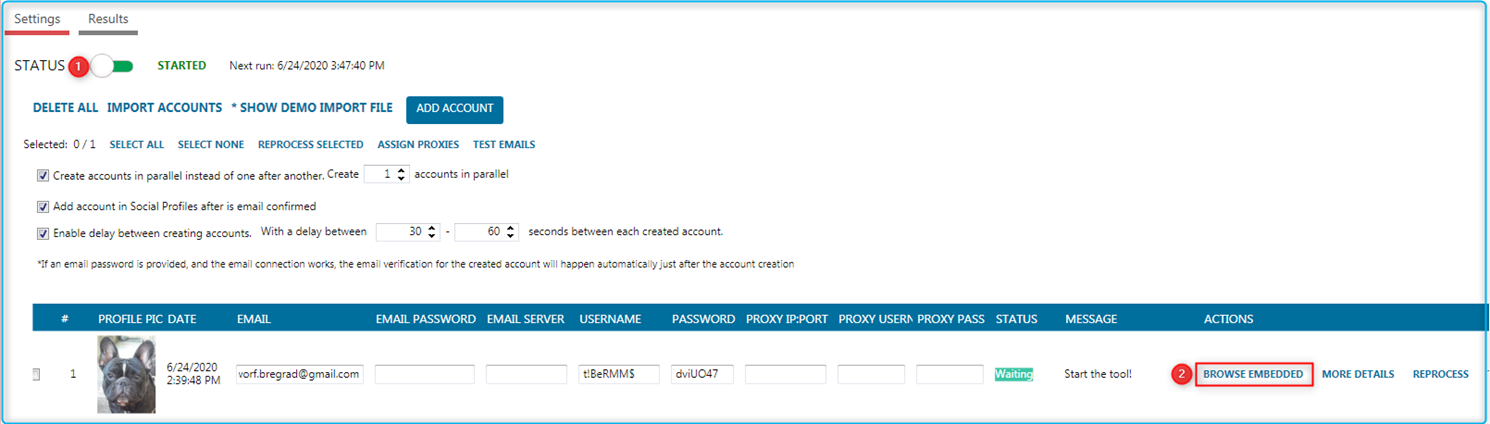 Settings Results
STATUS 1 STARTED Next run: 6/24/2020 3:47:40 PM
DELETE ALL IMPORT ACCOUNTS * SHOW DEMO IMPORT FILE ADD ACCOUNT
Selected: 0 / 1 SELECT ALL SELECT NONE REPROCESS SELECTED ASSIGN PROXIES TEST EMAILS
Create accounts in parallel instead of one after another. Create 1 accounts in parallel
Add account in Social Profiles after is email confirmed
Enable delay between creating accounts. With a delay between 30 - 60 seconds between each created account.
*If an email password is provided, and the email connection works, the email verification for the created account will happen automatically just after the account creation
# PROFILE PIC DATE EMAIL EMAIL PASSWORD EMAIL SERVER USERNAME PASSWORD PROXY IP:PORT PROXY USERN PROXY PASS STATUS MESSAGE ACTIONS
1 6/24/2020 2:39:48 PM vorf.bregrad@gmail.com t!BeRMM$ dviUO47 Waiting Start the tool! 2 BROWSE EMBEDDED MORE DETAILS REPROCESS